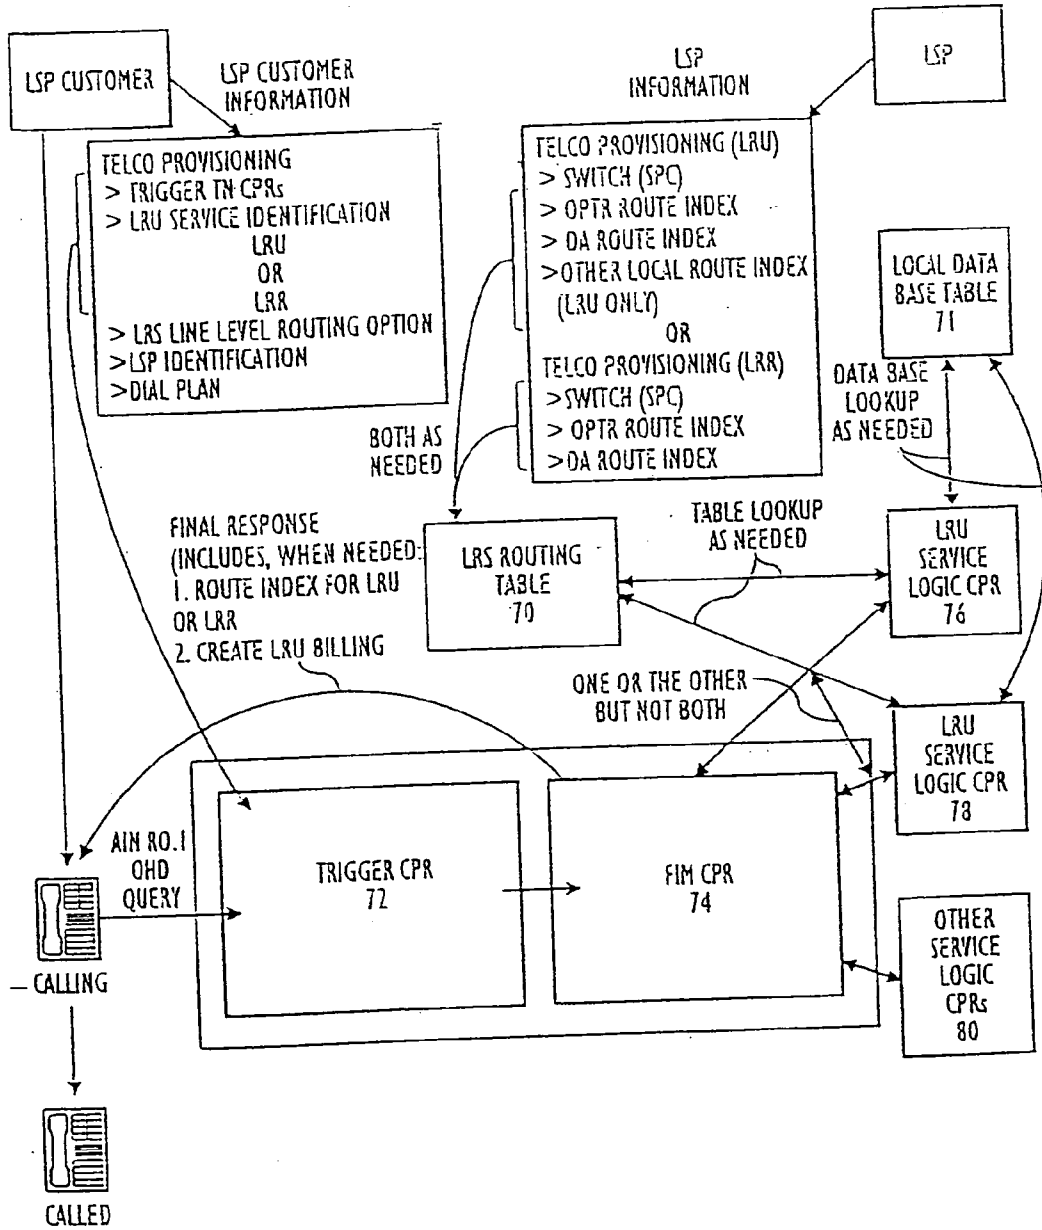 LSP CUSTOMER
LSP CUSTOMER
INFORMATION
LSP
INFORMATION
LSP
TELCO PROVISIONING
> TRIGGER TN CPRs
> LRU SERVICE IDENTIFICATION
LRU
OR
LRR
> LRS LINE LEVEL ROUTING OPTION
>LSP IDENTIFICATION
>DIAL PLAN
TELCO PROVISIONING (LRU)
> SWITCH (SPC)
> OPTR ROUTE INDEX
> DA ROUTE INDEX
>OTHER LOCAL ROUTE INDEX
(LRU ONLY)
OR
TELCO PROVISIONING (LRR)
>SWITCH (SPC)
> OPTR ROUTE INDEX
>DA ROUTE INDEX
LOCAL DATA
BASE TABLE
71
DATA BASE
LOOKUP
AS NEEDED
BOTH AS
NEEDED
FINAL RESPONSE
(INCLUDES, WHEN NEEDED:
1. ROUTE INDEX FOR LRU
OR LRR
2. CREATE LRU BILLING
LRS ROUTING
TABLE
70
TABLE LOOKUP
AS NEEDED
LRU
SERVICE
LOGIC CPR
76
ONE OR THE OTHER
BUT NOT BOTH
LRU
SERVICE
LOGIC CPR
78
AIN RO.1
OHD
QUERY
TRIGGER CPR
72
FIM CPR
74
OTHER
SERVICE
LOGIC
CPRs
80
CALLING
CALLED